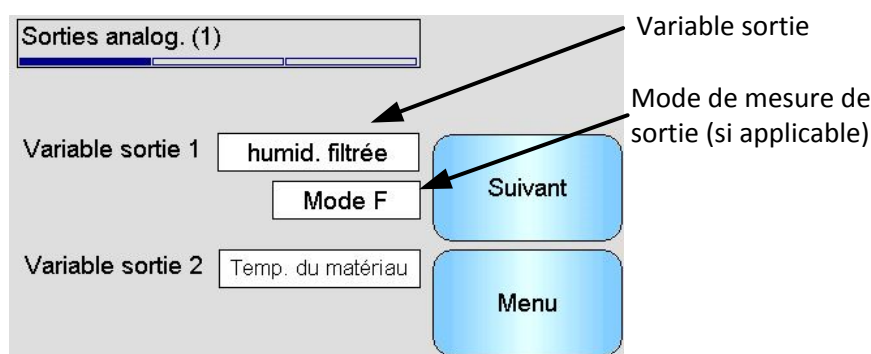 Sorties analog. (1)
Variable sortie
Mode de mesure de
sortie (si applicable)
Variable sortie 1
humid. filtrée
Mode F
Suivant
Variable sortie 2
Temp. du matériau
Menu